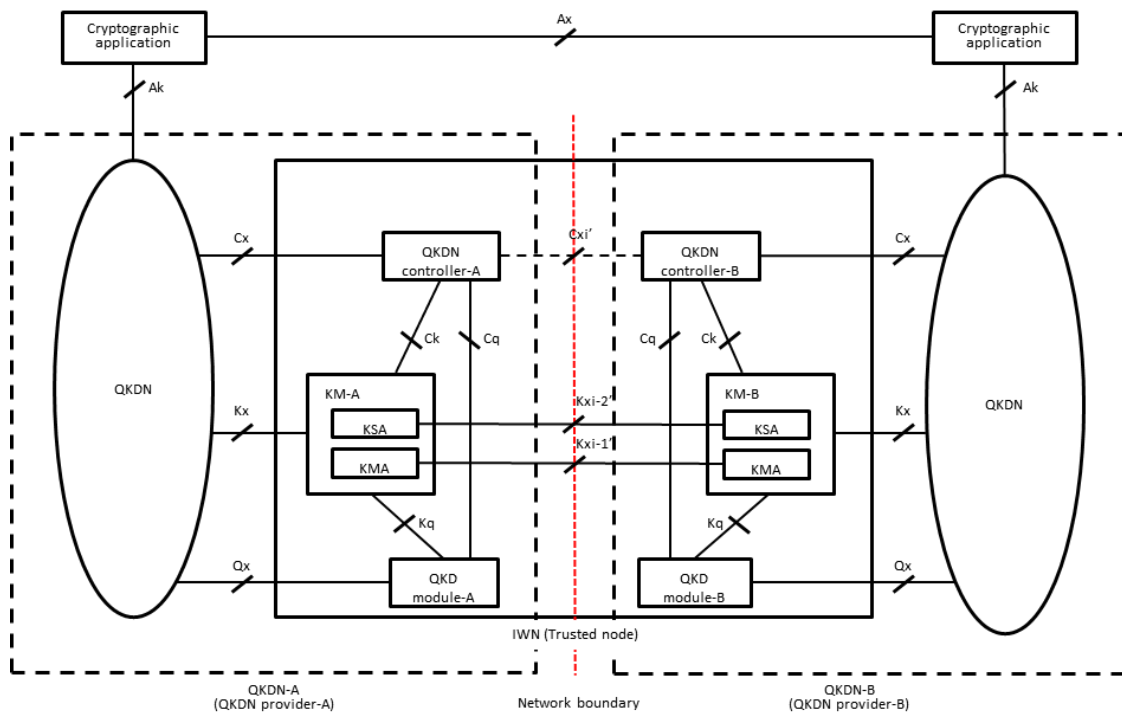 Ax
Cryptographic
application
Cryptographic
application
Ak
Ak
Cx
QKDN
controller-A
Cxi’
QKDN
controller-B
Cx
Ck
Cq
Cq
Ck
QKDN
KM-A
KM-B
QKDN
Kx
KSA
Kxi-2’
KSA
Kx
KMA
Kxi-1’
KMA
Kq
Kq
Qx
QKD
module-A
QKD
module-B
Qx
IWN (Trusted node)
QKDN-A
(QKDN provider-A)
Network boundary
QKDN-B
(QKDN provider-B)